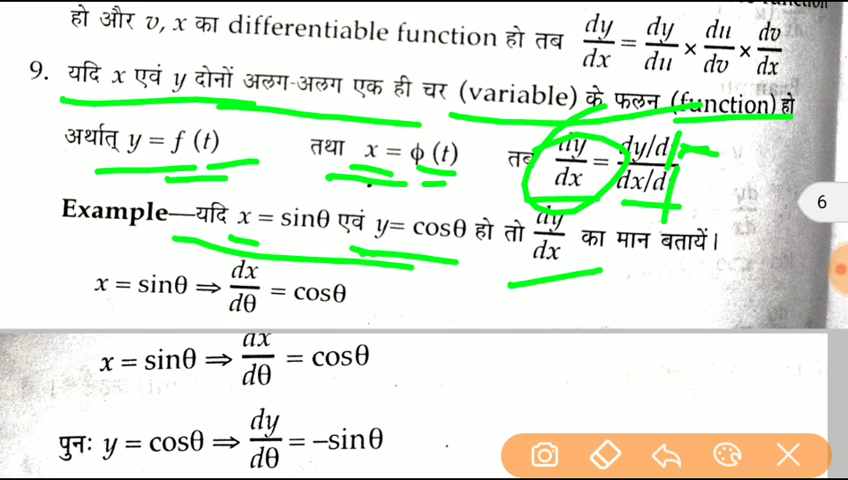 हो और v, x का differentiable function हो तब dy/dx = dy/du × du/dv × dv/dx
9. यदि x एवं y दोनों अलग-अलग एक ही चर (variable) के फलन (function) हो
अर्थात् y = f (t) तथा x = ϕ (t) तब dy/dx = dy/d / dx/d
6
Example—यदि x = sinθ एवं y= cosθ हो तो dy/dx का मान बतायें।
x = sinθ ⇒ dx/dθ = cosθ
x = sinθ ⇒ dx/dθ = cosθ
पुनः y = cosθ ⇒ dy/dθ = –sinθ